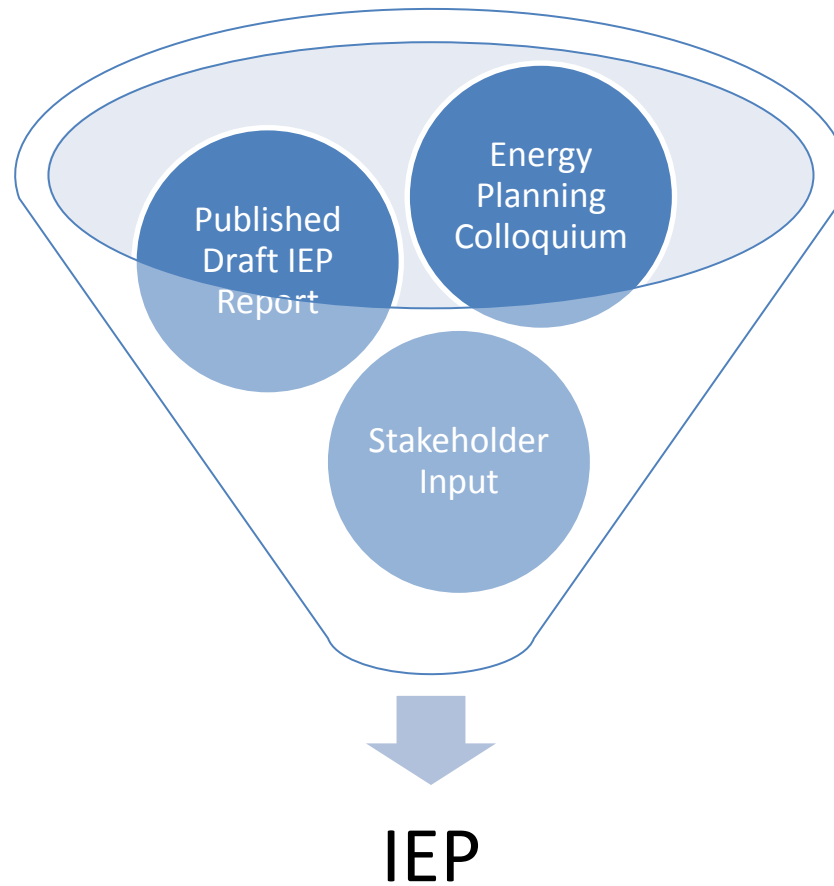 Energy
Planning
Colloquium
Published
Draft IEP
Report
Stakeholder
Input
IEP